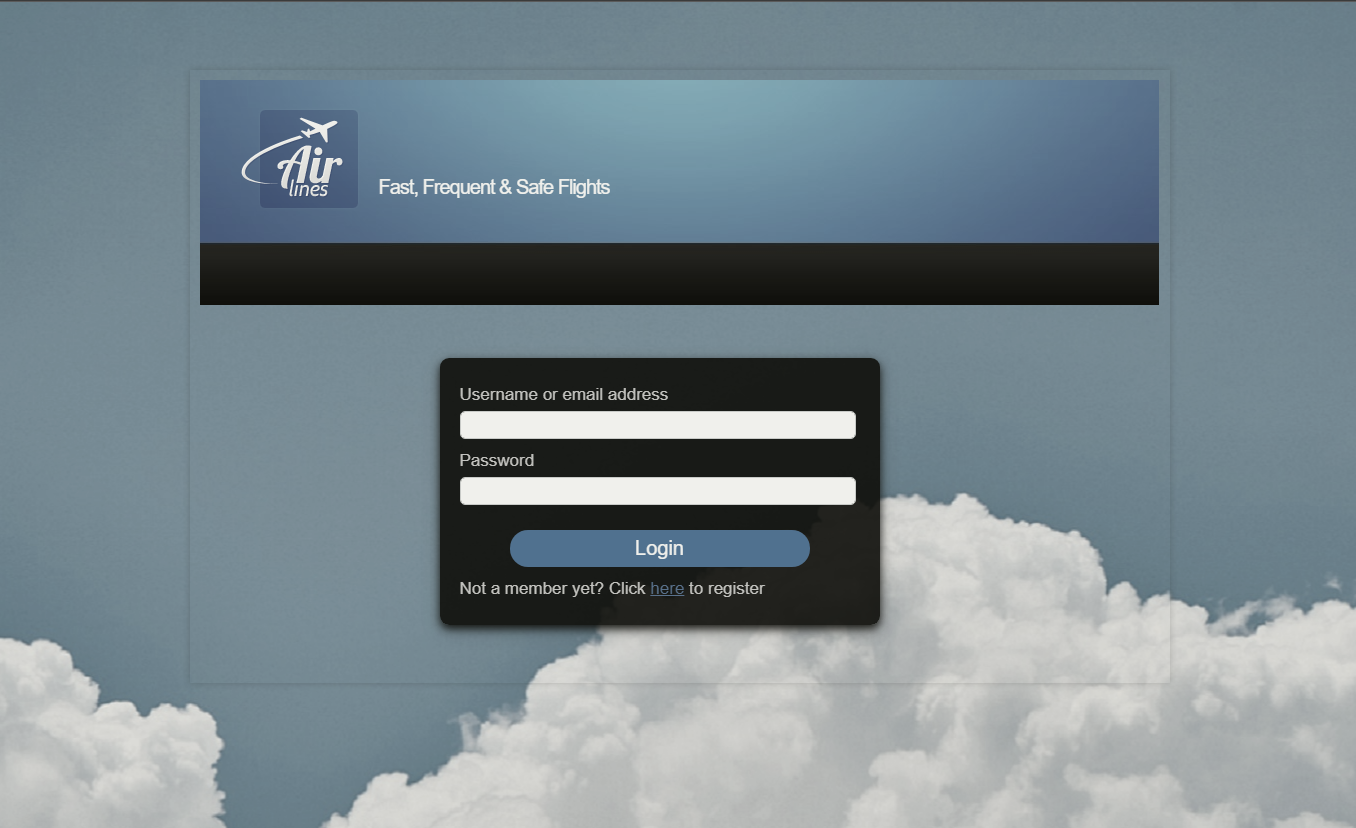 Air
lines
Fast, Frequent & Safe Flights
Username or email address
Password
Login
Not a member yet? Click here to register